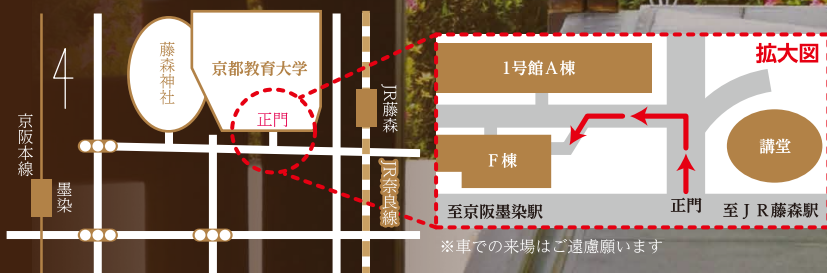 藤森神社
京都教育大学
正門
JR藤森
京阪本線
墨染
JR奈良線
拡大図
1号館A棟
F棟
講堂
正門
至京阪墨染駅
至JR藤森駅
※車での来場はご遠慮願います